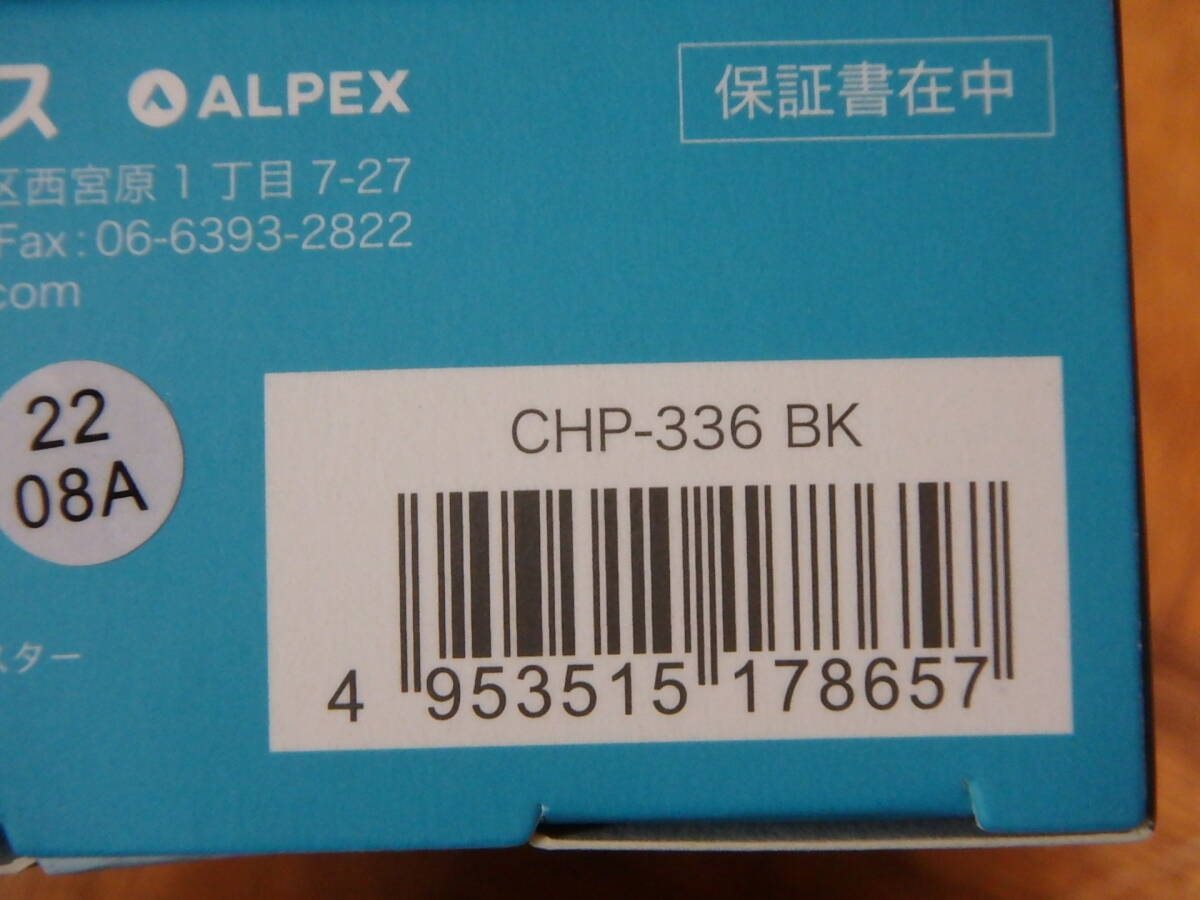 ス ALPEX
保証書在中
区西宮原1丁目7-27
Fax:06-6393-2822
com
22
08A
CHP-336 BK
4 953515 178657
スター